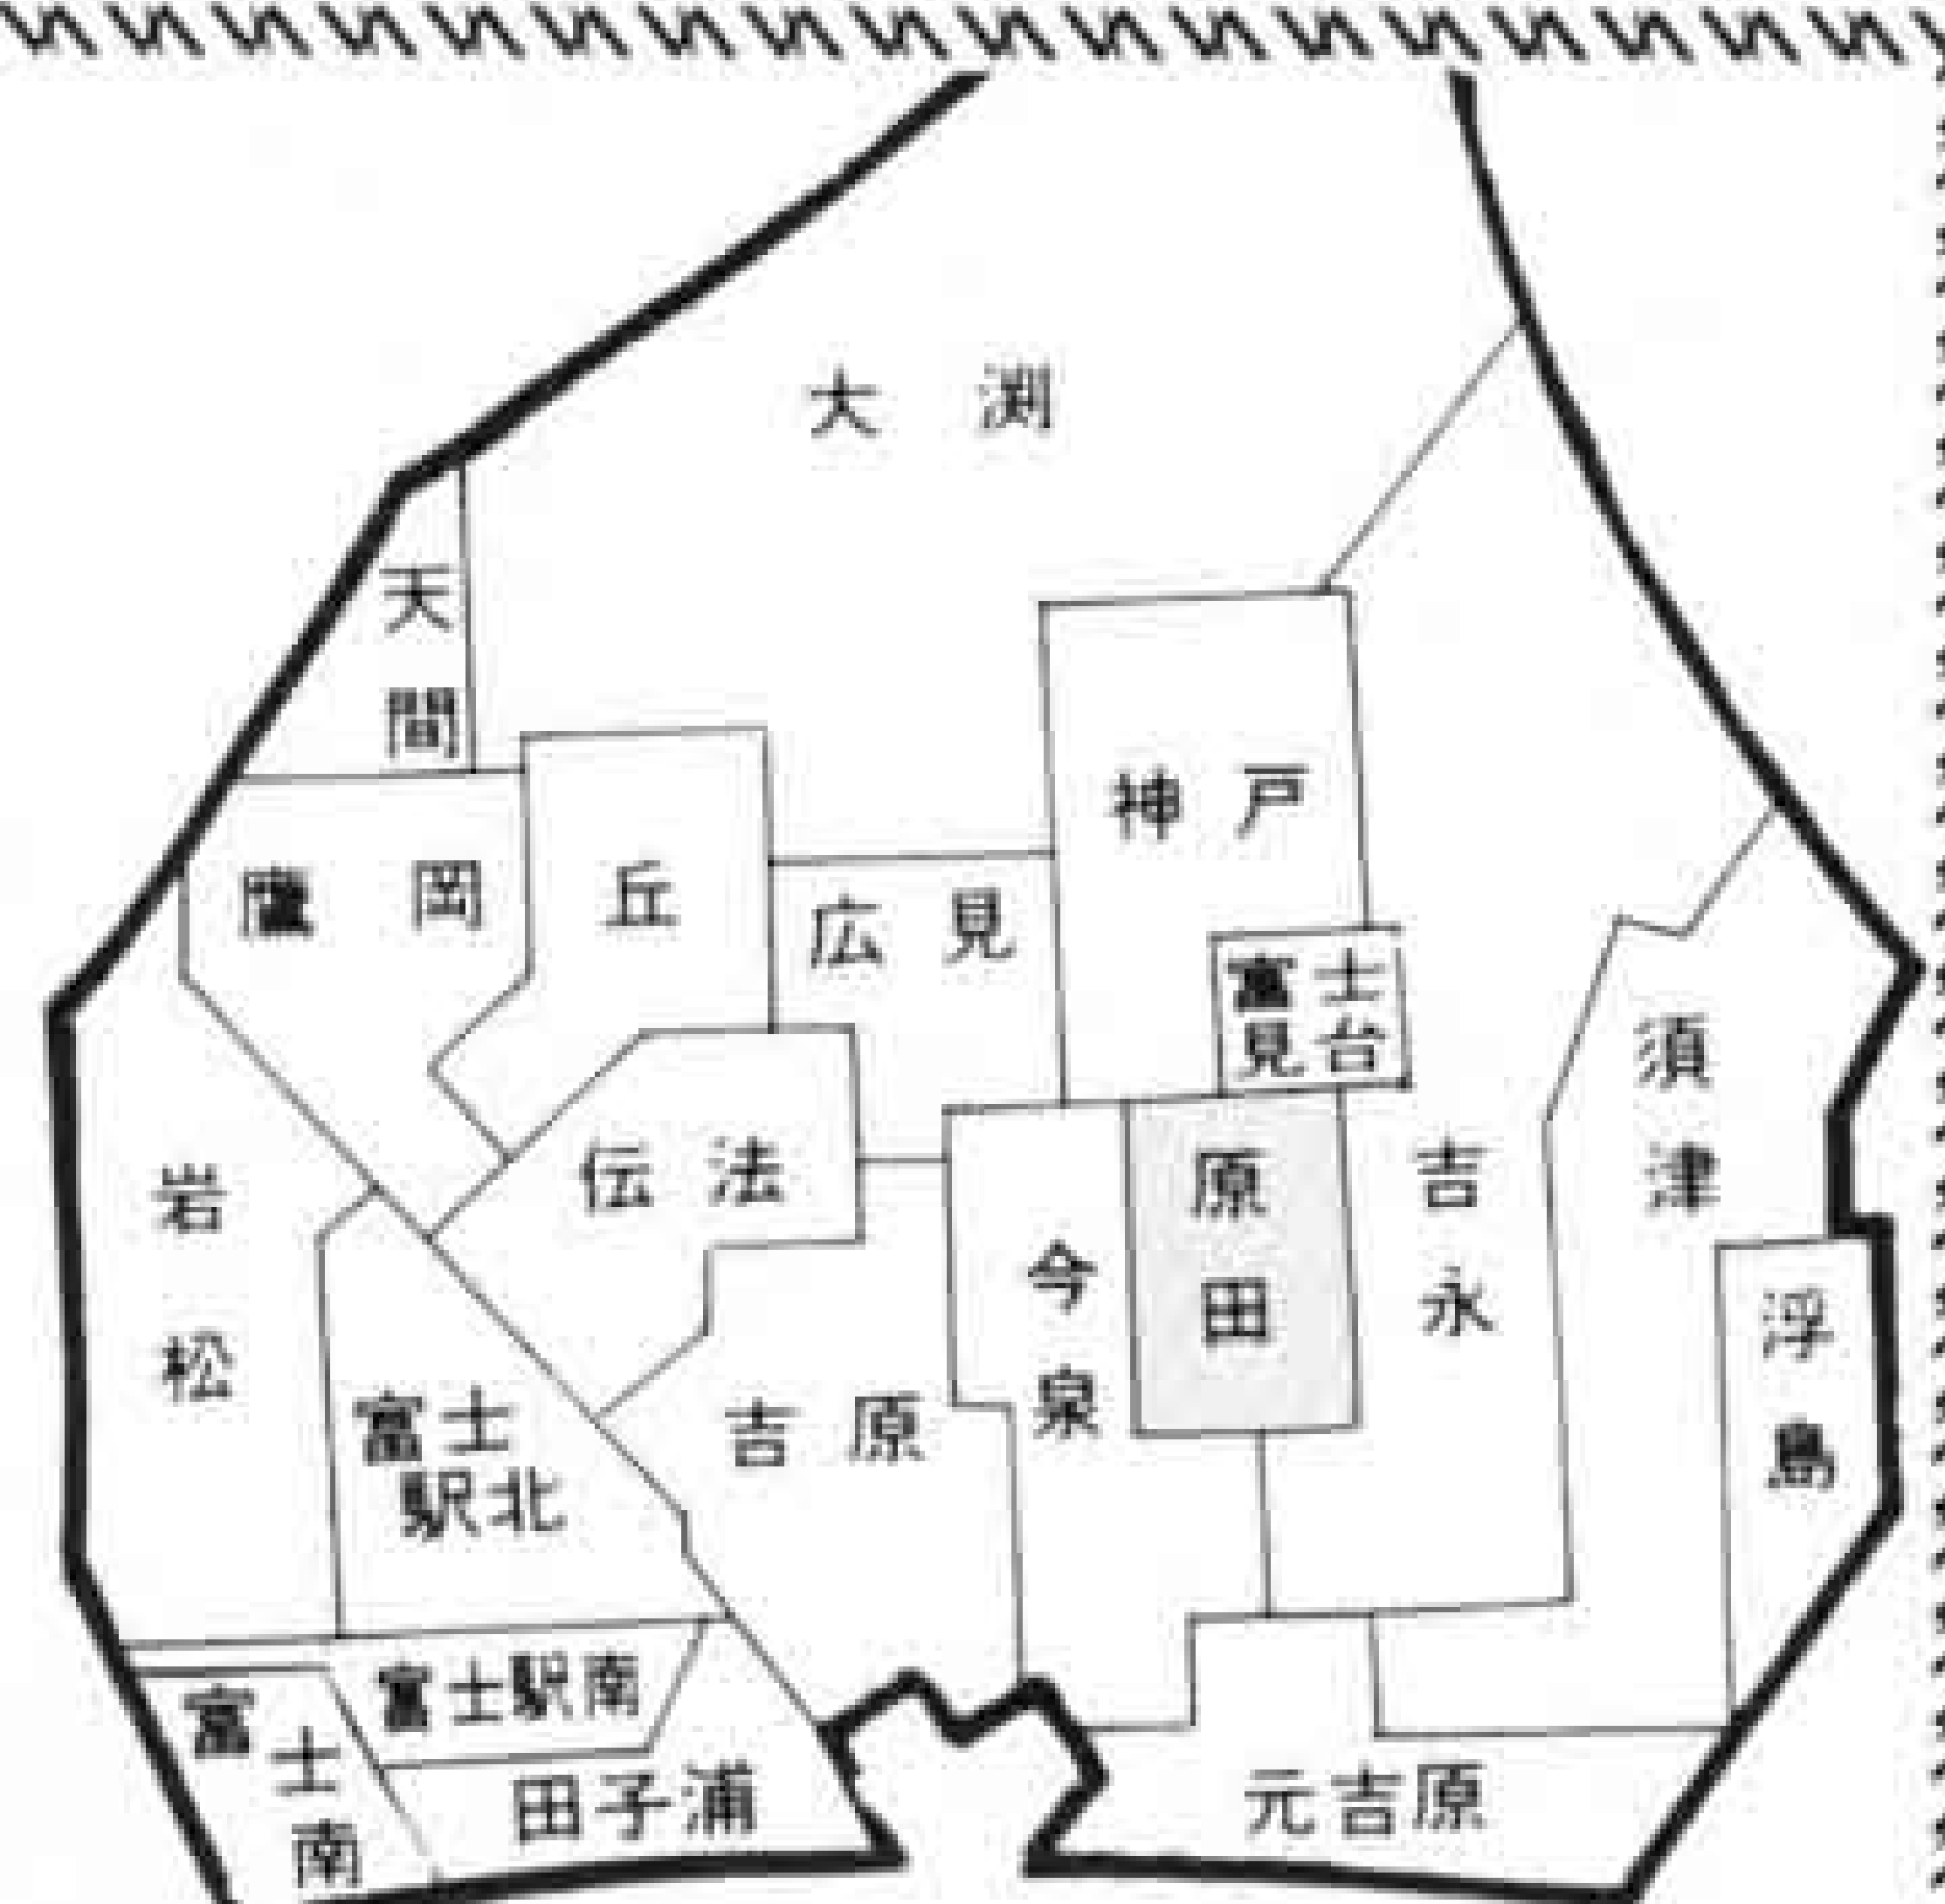 大渕
天間
神戸
鷹岡
丘
広見
富士
見台
須津
岩松
伝法
原田
吉永
今泉
浮島
富士
駅北
吉原
富士駅南
富士南
田子浦
元吉原